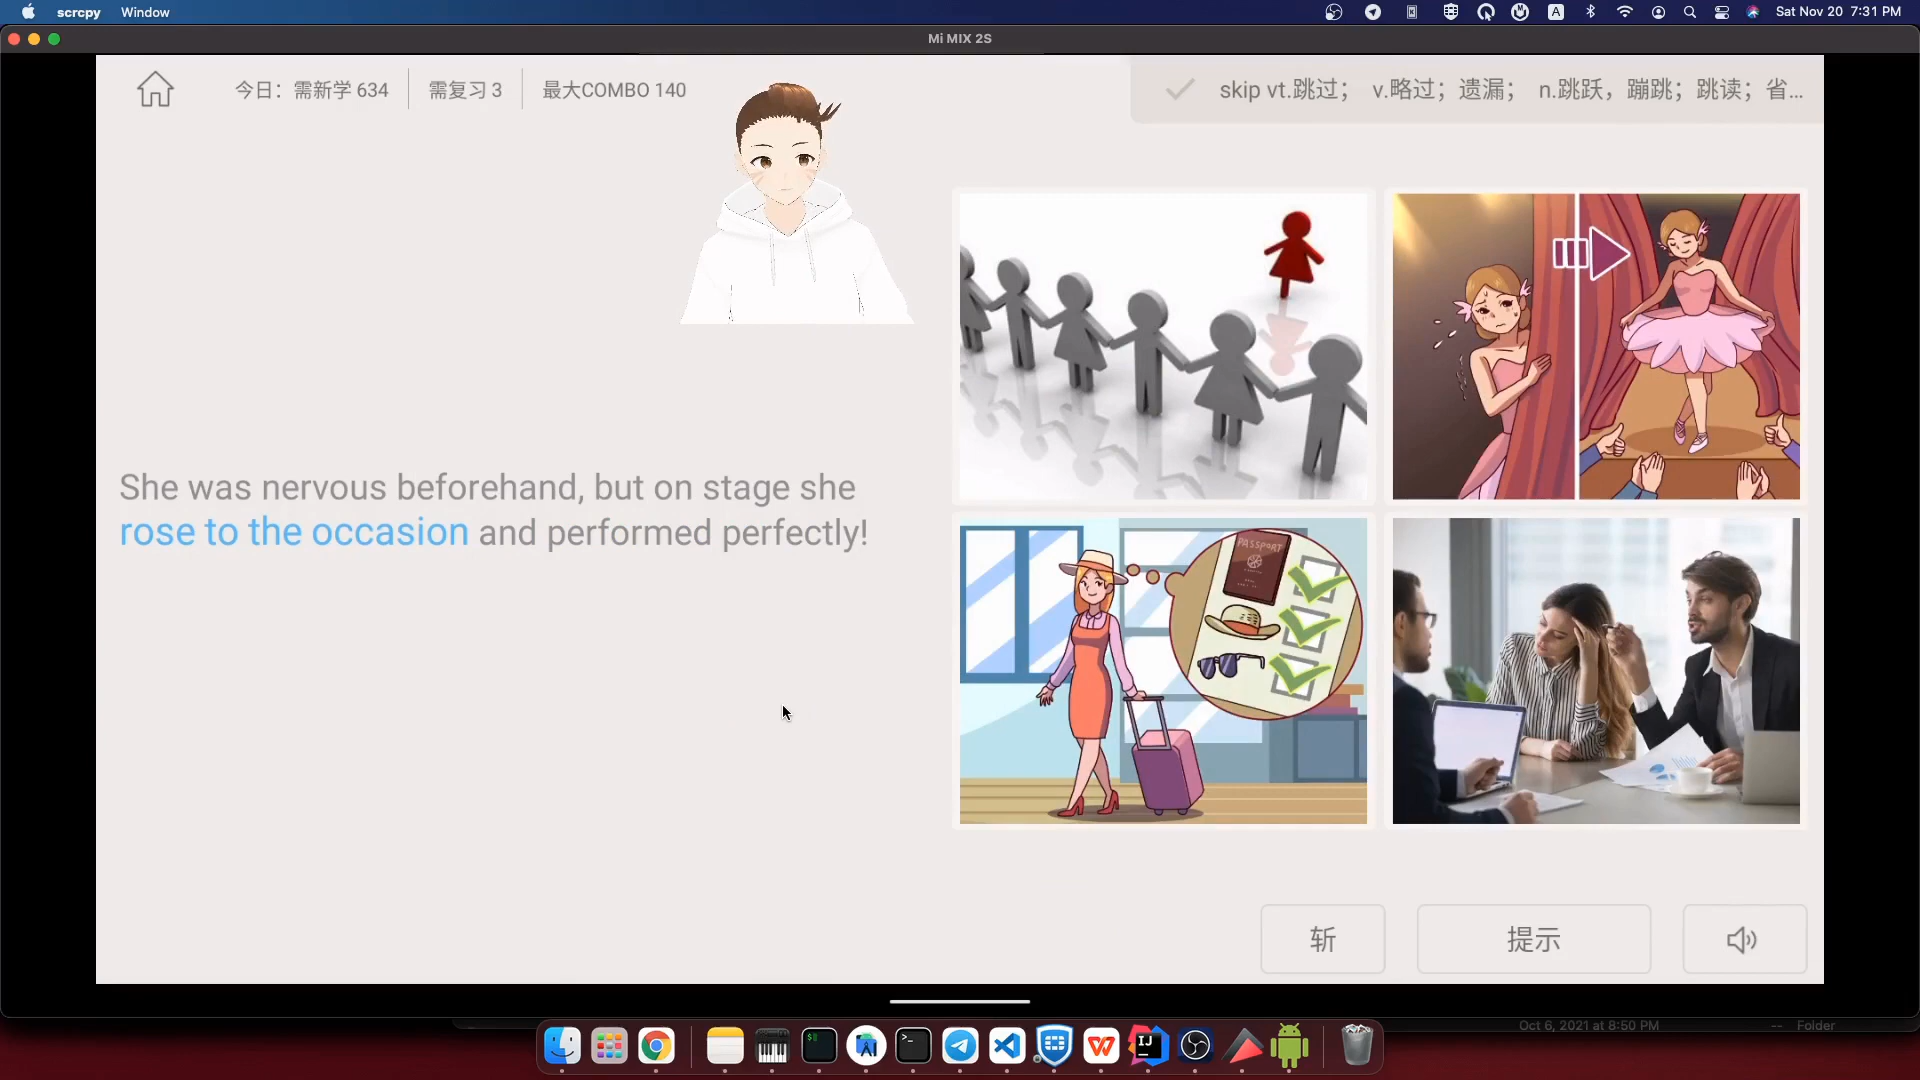 scrcpy Window
A
Sat Nov 20 7:31 PM
Mi MIX 2S
今日：需新学 634
需复习 3
最大COMBO 140
skip vt.跳过； v.略过；遗漏； n.跳跃，蹦跳；跳读；省...
She was nervous beforehand, but on stage she
rose to the occasion and performed perfectly!
PASSPORT
斩
提示
Oct 6, 2021 at 8:50 PM -- Folder
IJ